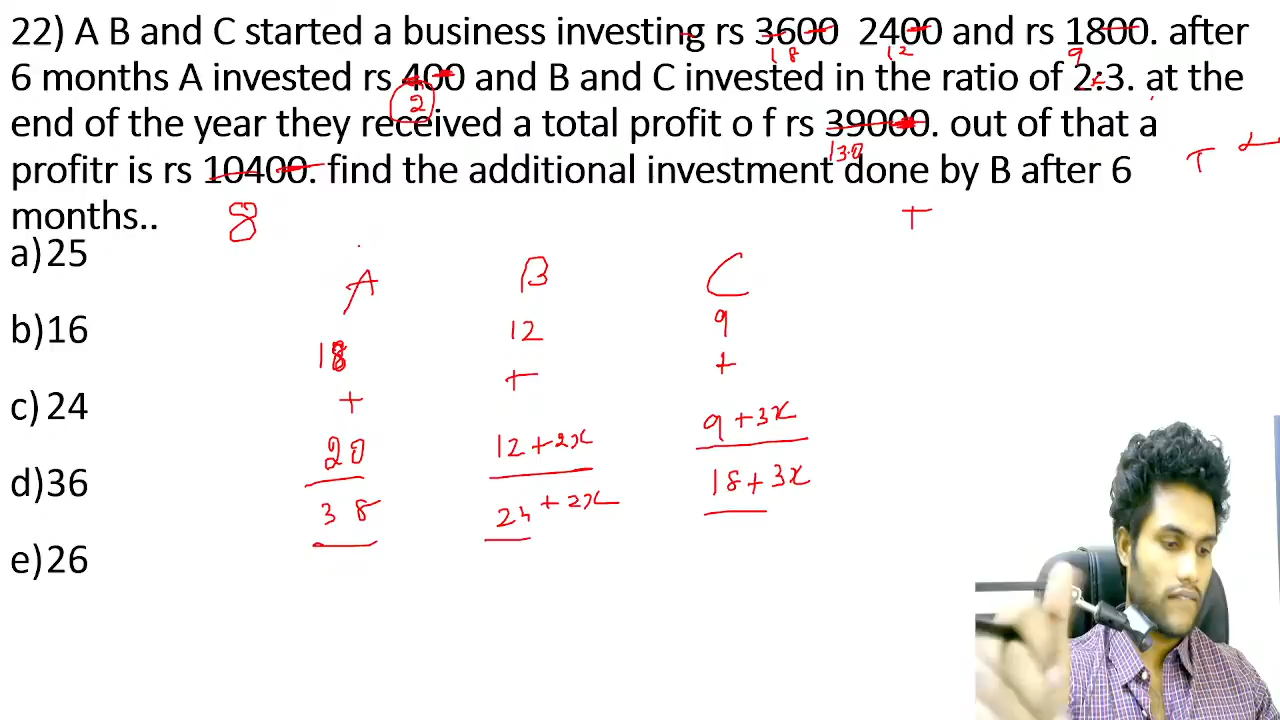 22) A B and C started a business investing rs 3600 2400 and rs 1800. after
18 12 9
6 months A invested rs 400 and B and C invested in the ratio of 2:3. at the
2
end of the year they received a total profit o f rs 39000. out of that a
130
profitr is rs 10400. find the additional investment done by B after 6
months..
8
+
a)25
b)16
c)24
d)36
e)26
A B C
18 12 9
+ + +
20 12+2x 9+3x
38 24+2x 18+3x